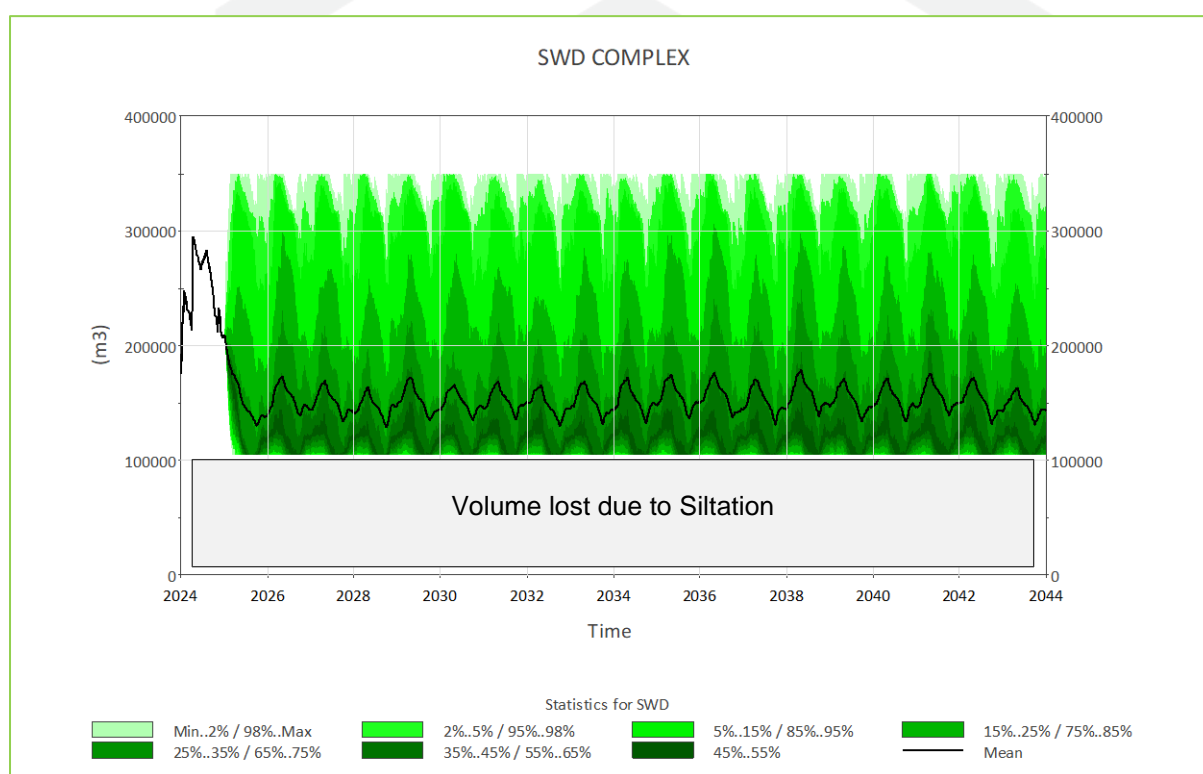 SWD COMPLEX
400000
400000
300000
300000
200000
200000
(m3)
100000
100000
Volume lost due to Siltation
0
0
2024 2026 2028 2030 2032 2034 2036 2038 2040 2042 2044
Time
Statistics for SWD
Min..2% / 98%..Max 2%..5% / 95%..98% 5%..15% / 85%..95% 15%..25% / 75%..85%
25%..35% / 65%..75% 35%..45% / 55%..65% 45%..55% Mean